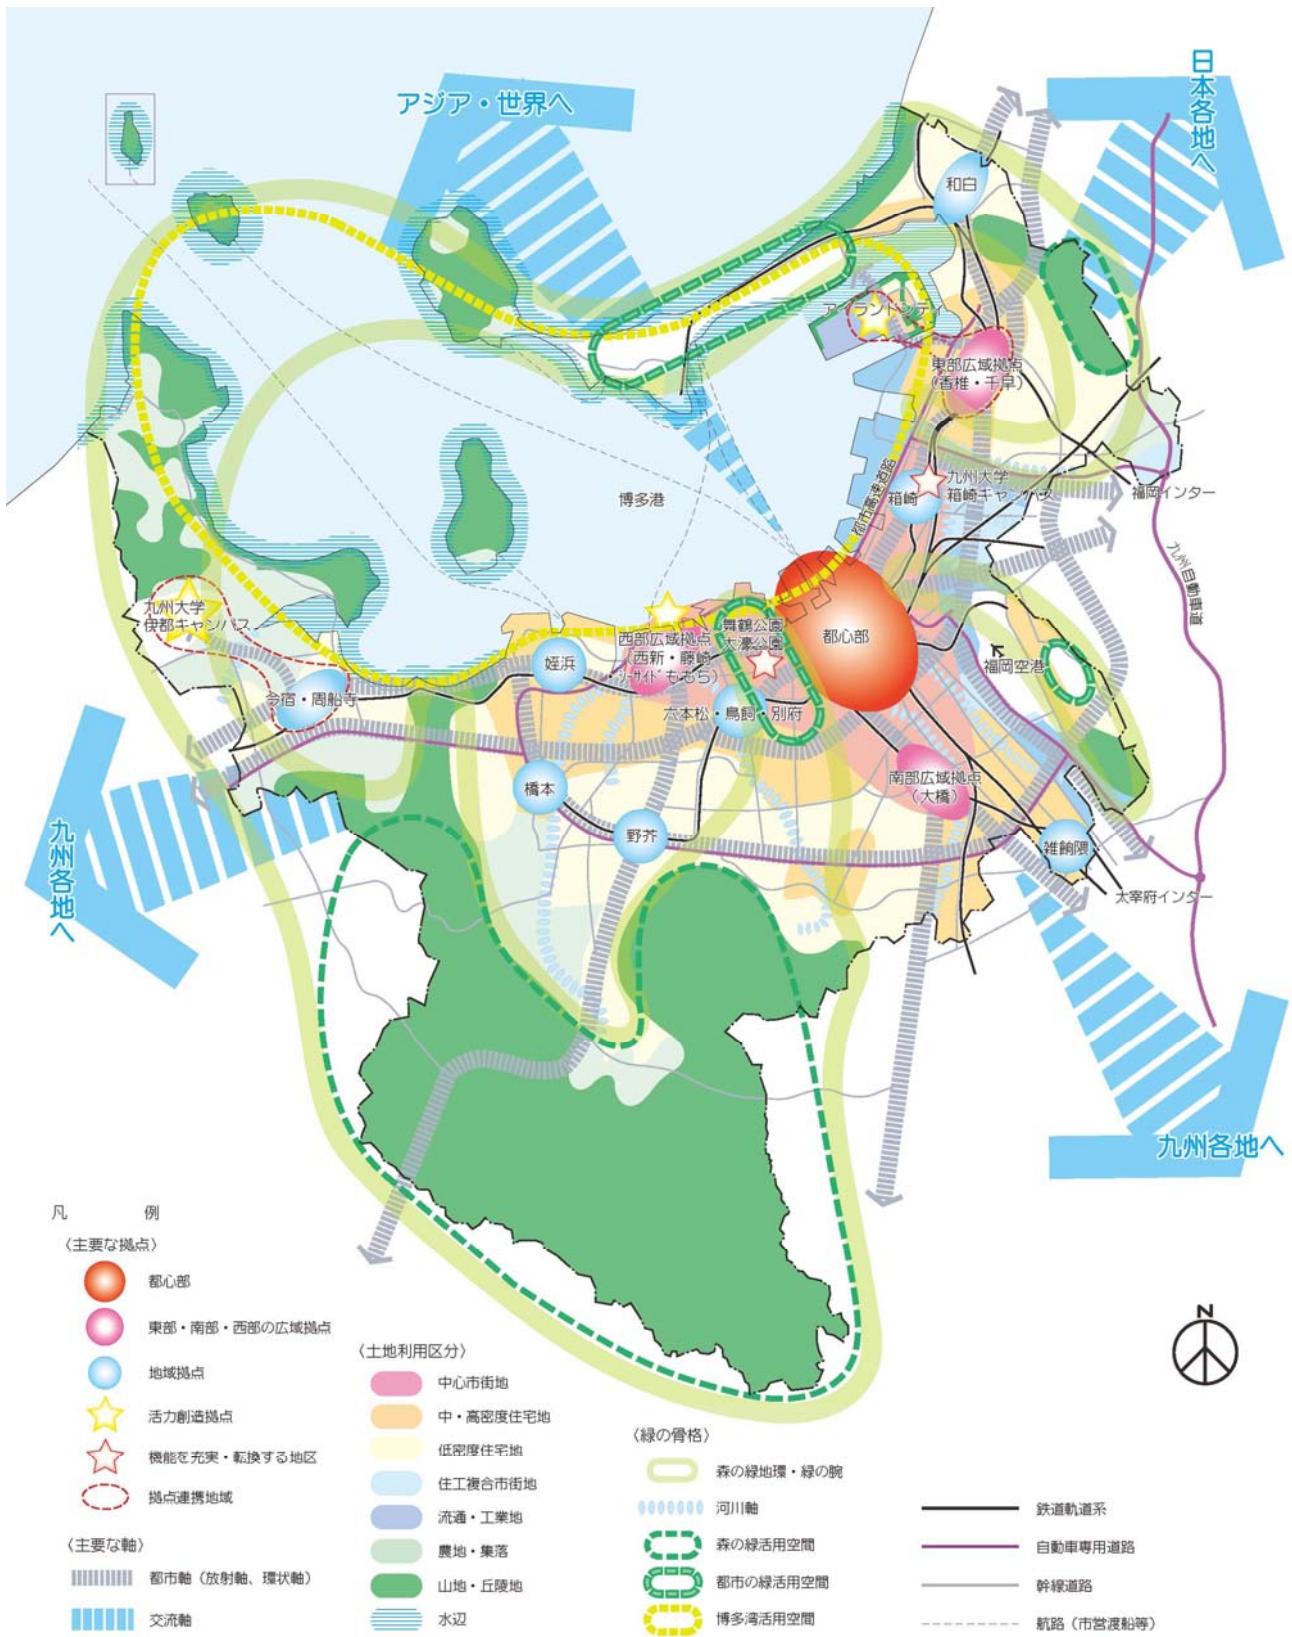 アジア・世界へ
日本各地へ
和白
アイランドシティ
東部広域拠点
(香椎・千早)
都市高速道路
箱崎
九州大学
箱崎キャンパス
福岡インター
博多港
九州自動車道
九州大学
伊都キャンパス
今宿・周船寺
姪浜
西部広域拠点
(西新・藤崎
・シーサイドももち)
舞鶴公園
大濠公園
都心部
福岡空港
六本松・鳥飼・別府
南部広域拠点
(大橋)
橋本
野芥
雑餉隈
太宰府インター
九州各地へ
九州各地へ
N
凡 例
〈主要な拠点〉
都心部
東部・南部・西部の広域拠点
地域拠点
活力創造拠点
機能を充実・転換する地区
拠点連携地域
〈主要な軸〉
都市軸(放射軸、環状軸)
交流軸
〈土地利用区分〉
中心市街地
中・高密度住宅地
低密度住宅地
住工複合市街地
流通・工業地
農地・集落
山地・丘陵地
水辺
〈緑の骨格〉
森の緑地環・緑の腕
河川軸
森の緑活用空間
都市の緑活用空間
博多湾活用空間
鉄道軌道系
自動車専用道路
幹線道路
航路(市営渡船等)